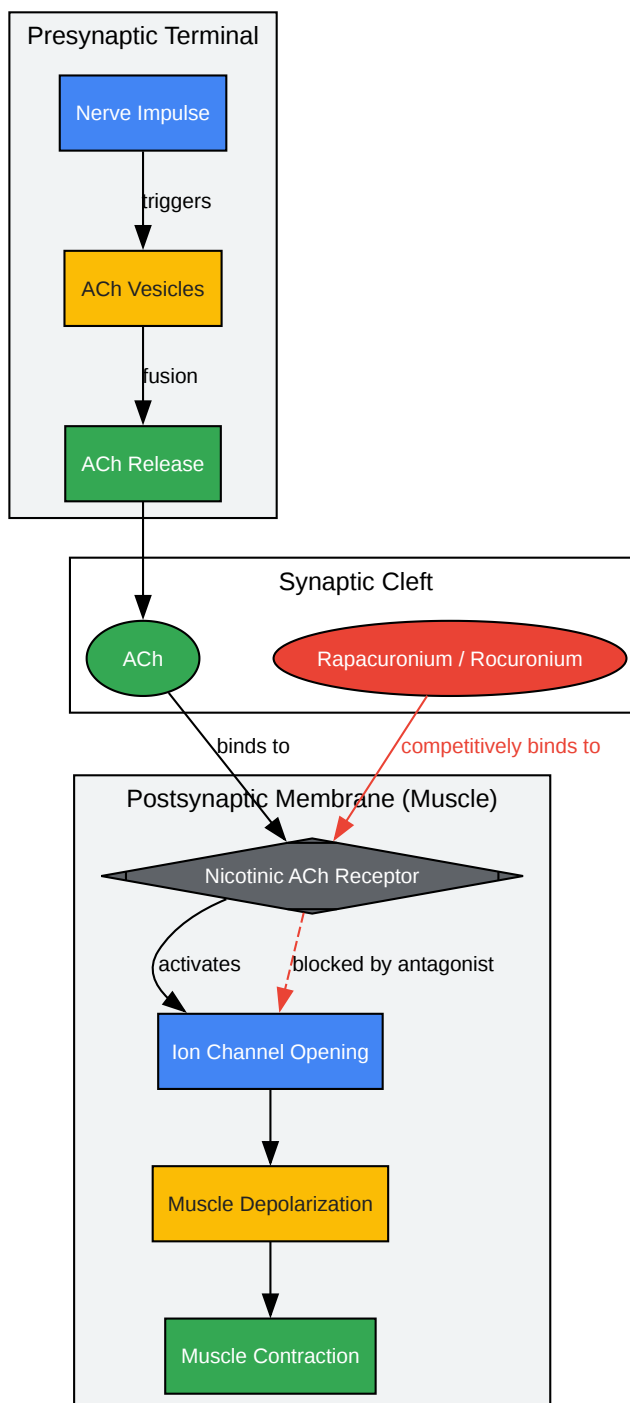 Presynaptic Terminal
Nerve Impulse
triggers
ACh Vesicles
fusion
ACh Release
Synaptic Cleft
ACh
Rapacuronium / Rocuronium
binds to
competitively binds to
Postsynaptic Membrane (Muscle)
Nicotinic ACh Receptor
activates
blocked by antagonist
Ion Channel Opening
Muscle Depolarization
Muscle Contraction